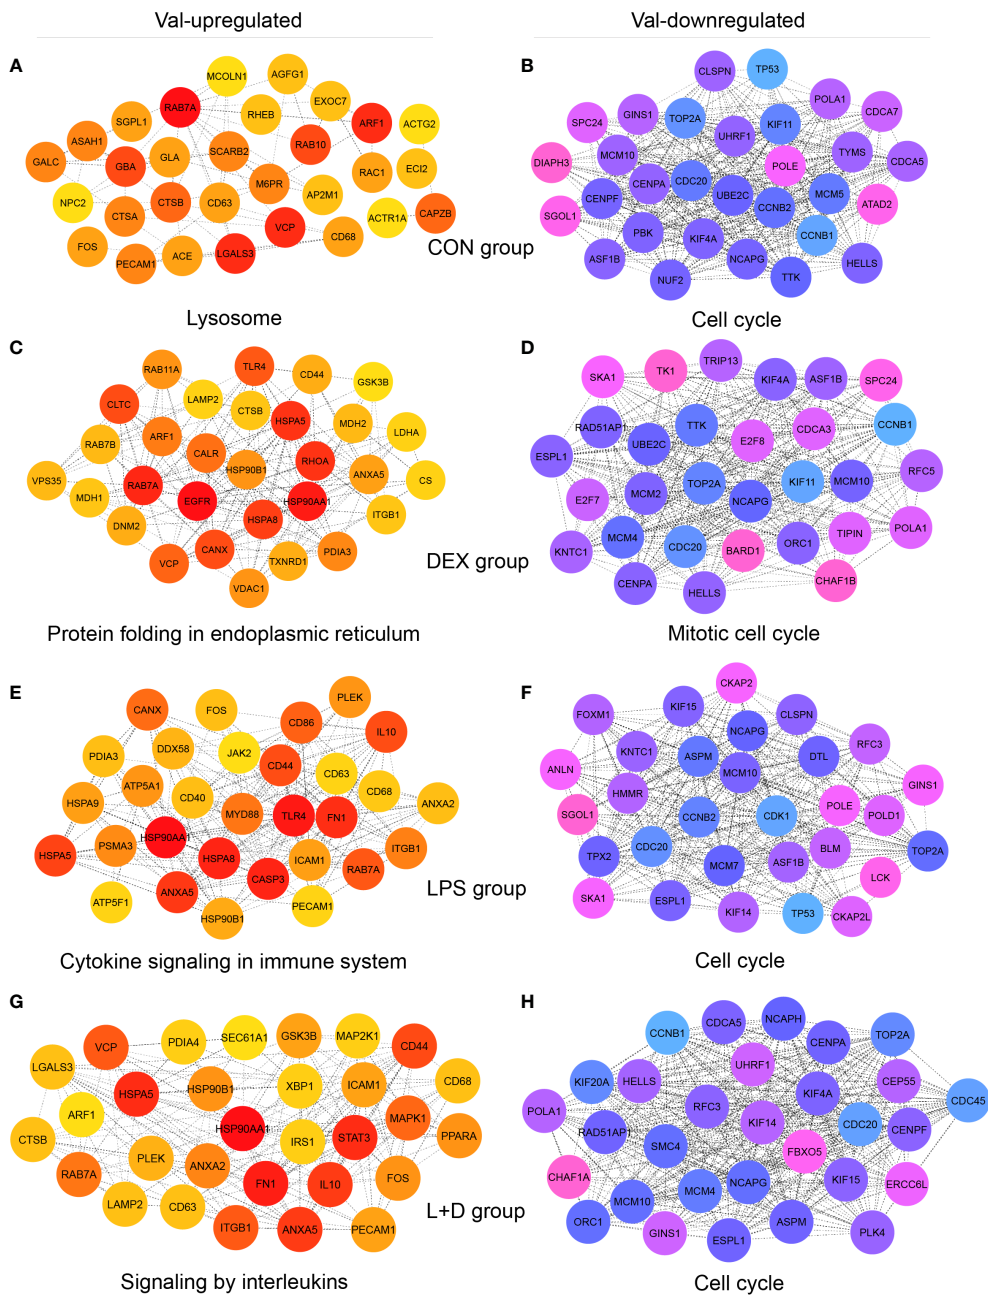 Val-upregulated
Val-downregulated
A
MCOLN1
AGFG1
RAB7A
EXOC7
RHEB
ARF1
ACTG2
SGPL1
ASAH1
RAB10
SCARB2
GALC
GBA
GLA
RAC1
ECI2
M6PR
AP2M1
NPC2
CTSA
CTSB
CD63
ACTR1A
CAPZB
VCP
FOS
CD68
PECAM1
ACE
LGALS3
Lysosome
B
CLSPN
TP53
POLA1
CDCA7
SPC24
GINS1
TOP2A
KIF11
UHRF1
TYMS
DIAPH3
MCM10
POLE
CDCA5
CENPA
CDC20
CENPF
UBE2C
MCM5
SGOL1
CCNB2
ATAD2
PBK
KIF4A
CCNB1
ASF1B
NCAPG
HELLS
NUF2
TTK
Cell cycle
CON group
C
RAB11A
TLR4
CD44
GSK3B
CLTC
LAMP2
CTSB
HSPA5
MDH2
LDHA
RAB7B
ARF1
CALR
RHOA
HSP90B1
ANXA5
VPS35
CS
RAB7A
MDH1
EGFR
HSP90AA1
ITGB1
DNM2
HSPA8
CANX
PDIA3
VCP
TXNRD1
VDAC1
Protein folding in endoplasmic reticulum
D
TRIP13
SKA1
TK1
KIF4A
ASF1B
SPC24
RAD51AP1
TTK
CCNB1
UBE2C
E2F8
CDCA3
ESPL1
RFC5
TOP2A
KIF11
MCM10
MCM2
E2F7
NCAPG
POLA1
MCM4
TIPIN
KNTC1
CDC20
BARD1
ORC1
CENPA
HELLS
CHAF1B
Mitotic cell cycle
DEX group
E
PLEK
CANX
FOS
CD86
IL10
DDX58
PDIA3
JAK2
CD44
CD63
HSPA9
ATP5A1
CD40
CD68
ANXA2
MYD88
TLR4
FN1
HSP90AA1
PSMA3
ITGB1
HSPA5
HSPA8
ICAM1
RAB7A
CASP3
ANXA5
ATP5F1
PECAM1
HSP90B1
Cytokine signaling in immune system
F
CKAP2
FOXM1
KIF15
CLSPN
NCAPG
RFC3
KNTC1
ASPM
DTL
ANLN
MCM10
HMMR
GINS1
SGOL1
POLE
CCNB2
CDK1
POLD1
CDC20
BLM
TOP2A
TPX2
MCM7
ASF1B
LCK
SKA1
ESPL1
KIF14
TP53
CKAP2L
Cell cycle
LPS group
G
VCP
PDIA4
SEC61A1
GSK3B
MAP2K1
CD44
LGALS3
HSPA5
HSP90B1
XBP1
ICAM1
CD68
ARF1
MAPK1
HSP90AA1
CTSB
IRS1
STAT3
PPARA
PLEK
ANXA2
RAB7A
FN1
IL10
FOS
LAMP2
CD63
ITGB1
ANXA5
PECAM1
Signaling by interleukins
H
CCNB1
CDCA5
NCAPH
CENPA
TOP2A
UHRF1
KIF20A
HELLS
CEP55
KIF4A
CDC45
POLA1
RFC3
KIF14
CDC20
CENPF
RAD51AP1
SMC4
FBXO5
CHAF1A
KIF15
ERCC6L
MCM10
MCM4
NCAPG
ORC1
GINS1
ESPL1
ASPM
PLK4
Cell cycle
L+D group